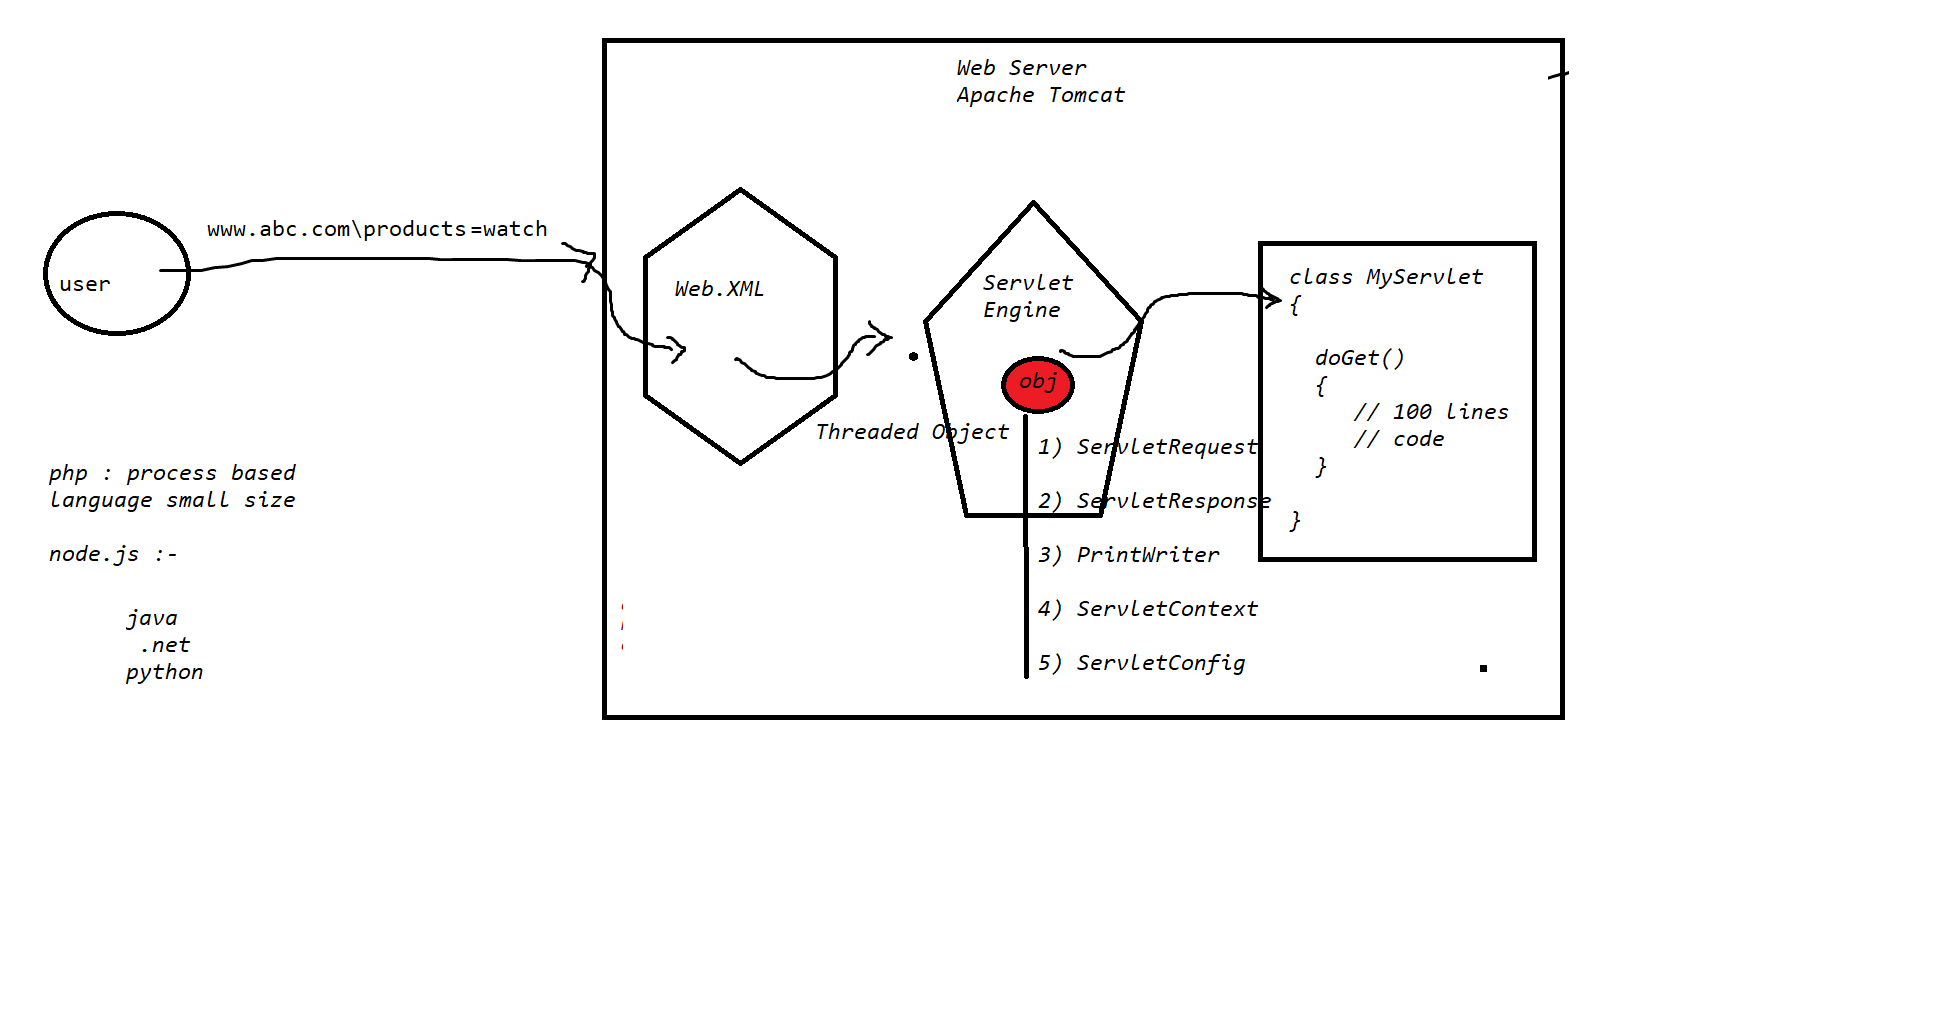 Web Server
Apache Tomcat
www.abc.com\products=watch
user
Web.XML
Servlet
Engine
obj
Threaded Object
1) ServletRequest
2) ServletResponse
3) PrintWriter
4) ServletContext
5) ServletConfig
class MyServlet
{
doGet()
{
// 100 lines
// code
}
}
php : process based
language small size
node.js :-
java
.net
python